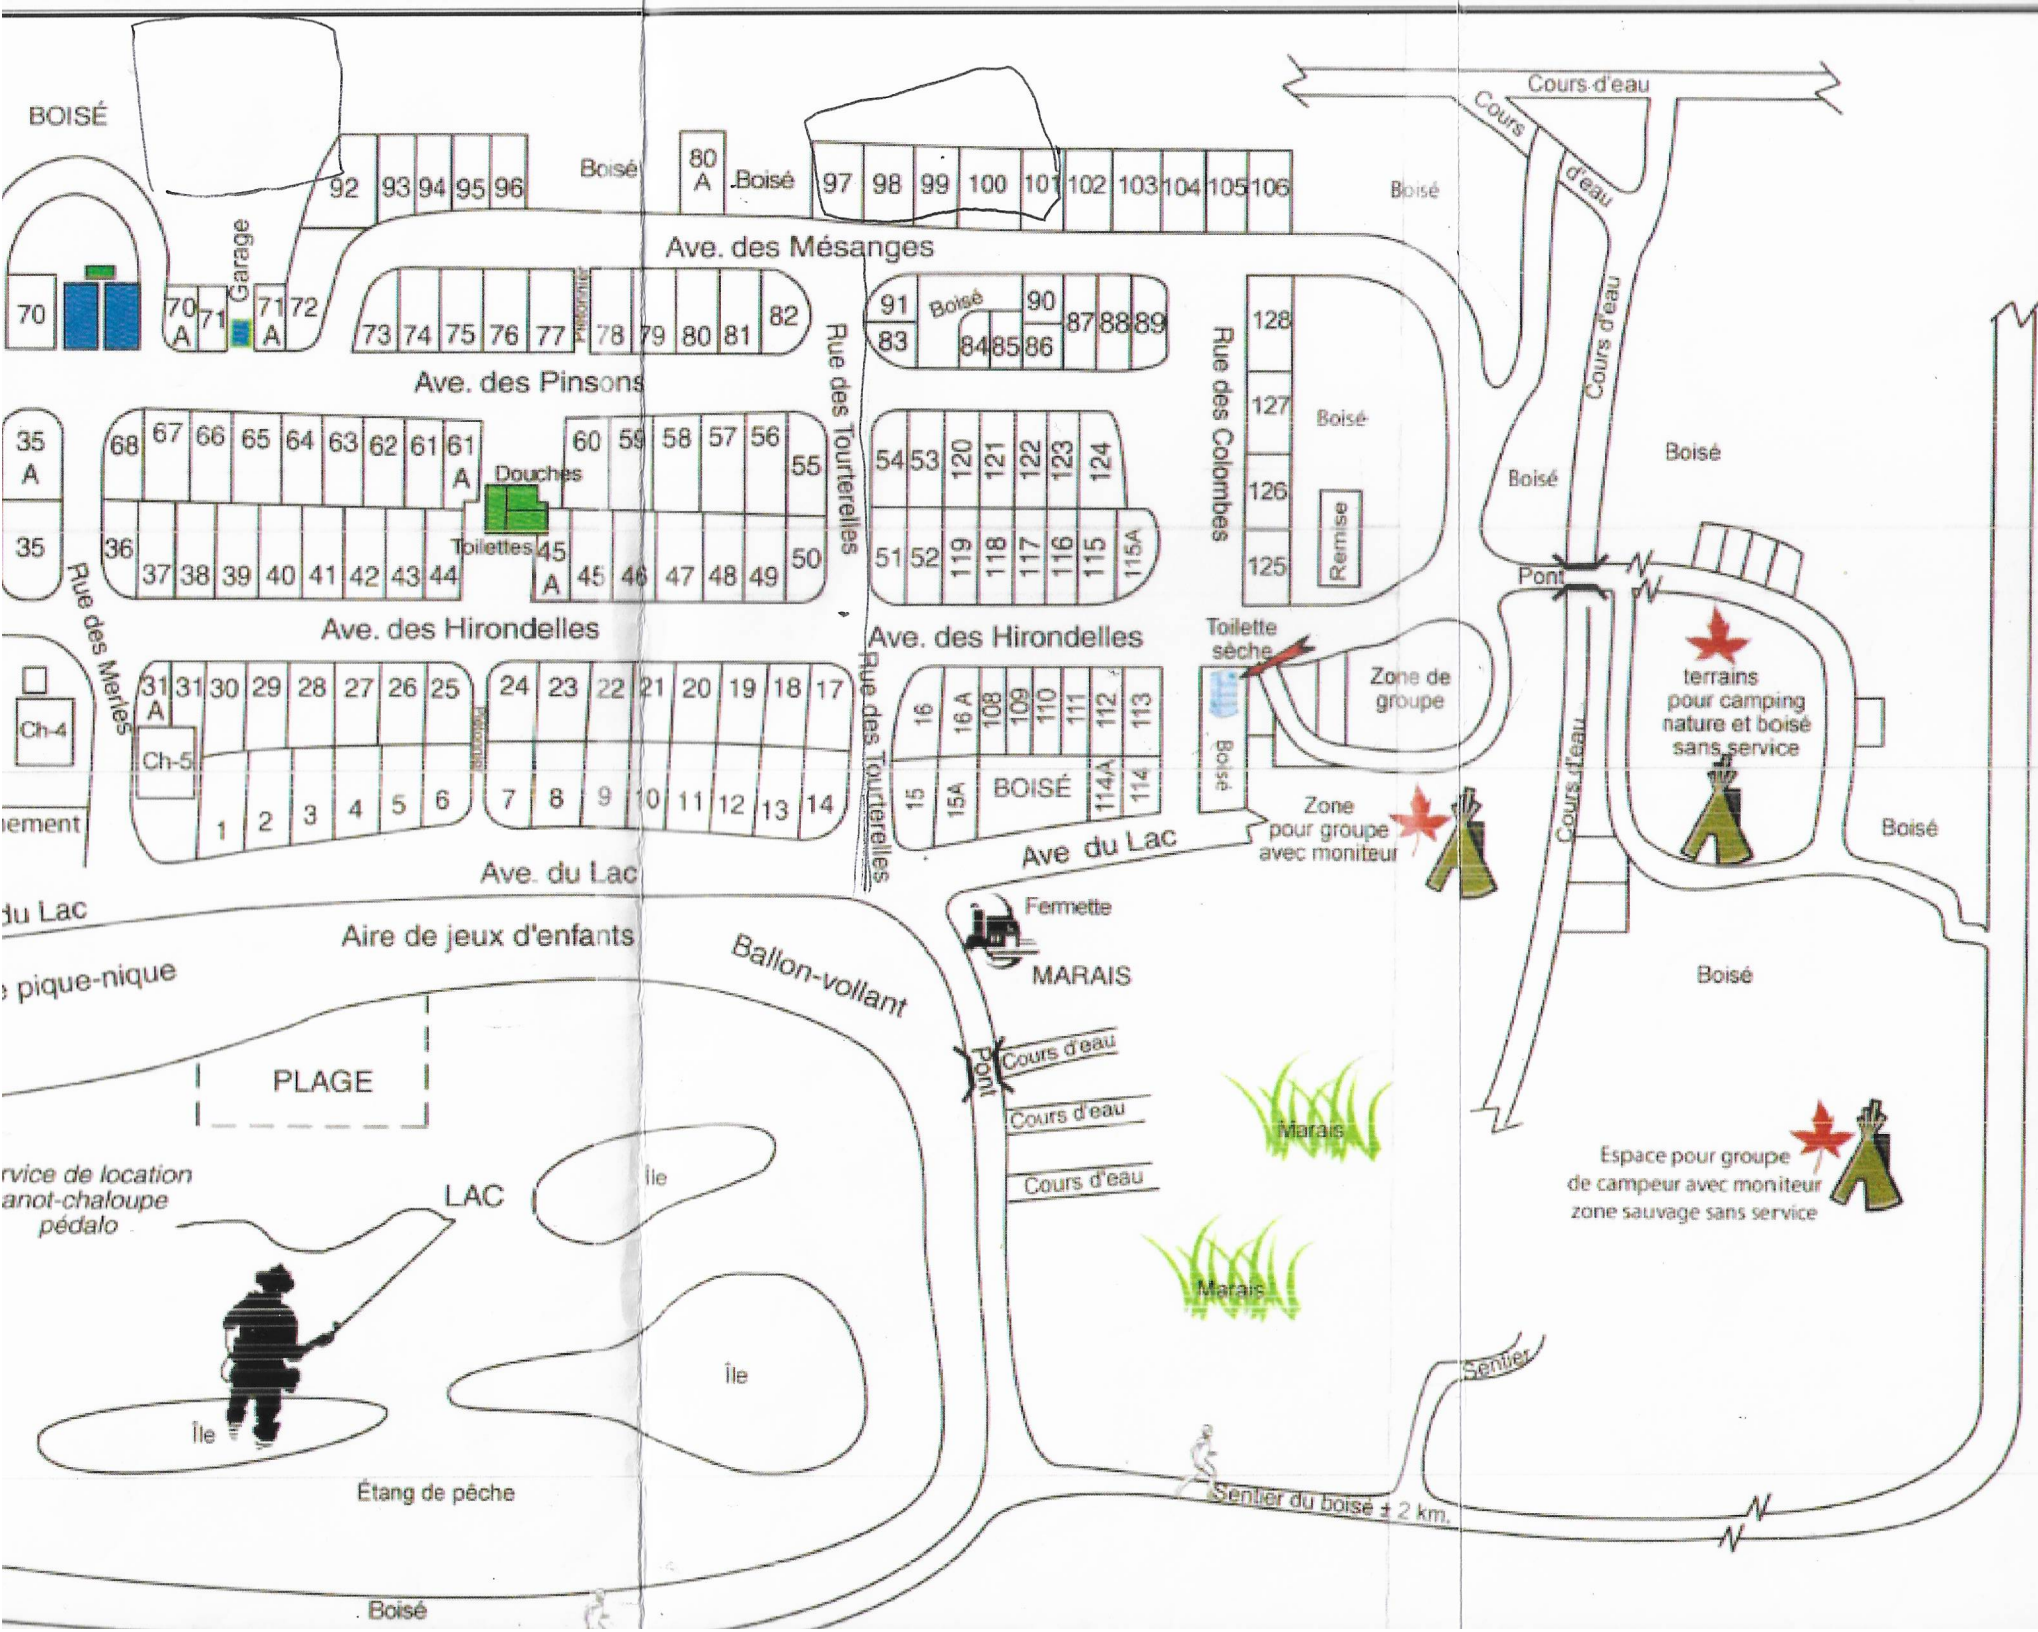 Cours d'eau
Cours
d'eau
BOISÉ
92
93
94
95
96
Boisé
80
A
Boisé
97
98
99
100
101
102
103
104
105
106
Boisé
Garage
Ave. des Mésanges
70
70
A
71
71
A
72
73
74
75
76
77
Piétonnier
78
79
80
81
82
Rue des Tourterelles
91
83
Boisé
84
85
90
86
87
88
89
Rue des Colombes
128
127
126
125
Boisé
Remise
Cours d'eau
Boisé
Boisé
Ave. des Pinsons
35
A
35
68
67
66
65
64
63
62
61
61
A
Douches
60
59
58
57
56
55
54
53
120
121
122
123
124
36
37
38
39
40
41
42
43
44
Toilettes
45
A
45
46
47
48
49
50
51
52
119
118
117
116
115
115A
Pont
Rue des Merles
Ave. des Hirondelles
Ave. des Hirondelles
Toilette
sèche
Zone de
groupe
terrains
pour camping
nature et boisé
sans service
Ch-4
31
A
31
30
29
28
27
26
25
Piétonnier
24
23
22
21
20
19
18
17
Rue des Tourterelles
16
16 A
108
109
110
111
112
113
Boisé
Cours d'eau
Ch-5
1
2
3
4
5
6
7
8
9
10
11
12
13
14
15
15A
BOISÉ
114A
114
Zone
pour groupe
avec moniteur
Boisé
nement
Ave du Lac
Ave. du Lac
du Lac
Aire de jeux d'enfants
Ballon-vollant
Fermette
MARAIS
Boisé
e pique-nique
PLAGE
Pont
Cours d'eau
Cours d'eau
Cours d'eau
Marais
Espace pour groupe
de campeur avec moniteur
zone sauvage sans service
rvice de location
anot-chaloupe
pédalo
LAC
Île
Marais
Île
Île
Sentier
Étang de pêche
Sentier du boisé ± 2 km.
Boisé